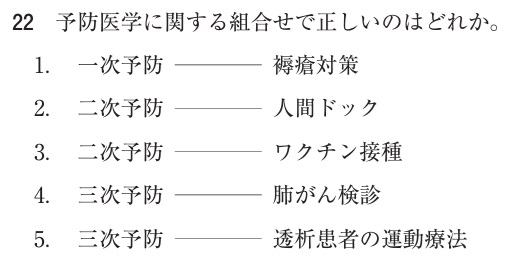 22 予防医学に関する組合せで正しいのはどれか。
1. 一次予防 ――― 褥瘡対策
2. 二次予防 ――― 人間ドック
3. 二次予防 ――― ワクチン接種
4. 三次予防 ――― 肺がん検診
5. 三次予防 ――― 透析患者の運動療法